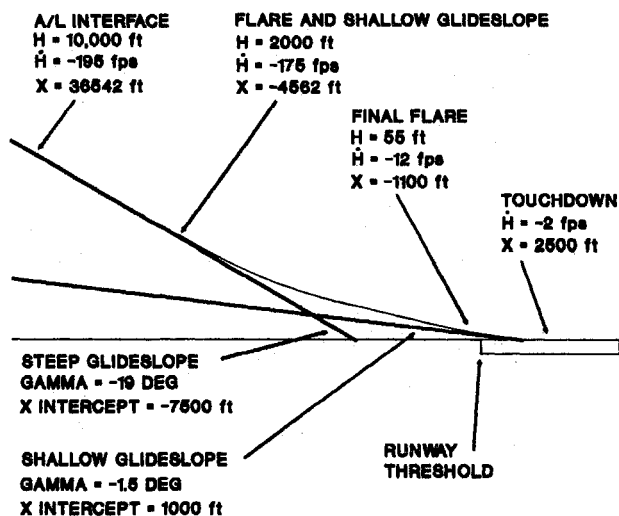 A/L INTERFACE
H = 10,000 ft
Ḣ = -195 fps
X = 36542 ft
FLARE AND SHALLOW GLIDESLOPE
H = 2000 ft
Ḣ = -175 fps
X = -4562 ft
FINAL FLARE
H = 55 ft
Ḣ = -12 fps
X = -1100 ft
TOUCHDOWN
Ḣ = -2 fps
X = 2500 ft
STEEP GLIDESLOPE
GAMMA = -19 DEG
X INTERCEPT = -7500 ft
SHALLOW GLIDESLOPE
GAMMA = -1.5 DEG
X INTERCEPT = 1000 ft
RUNWAY
THRESHOLD